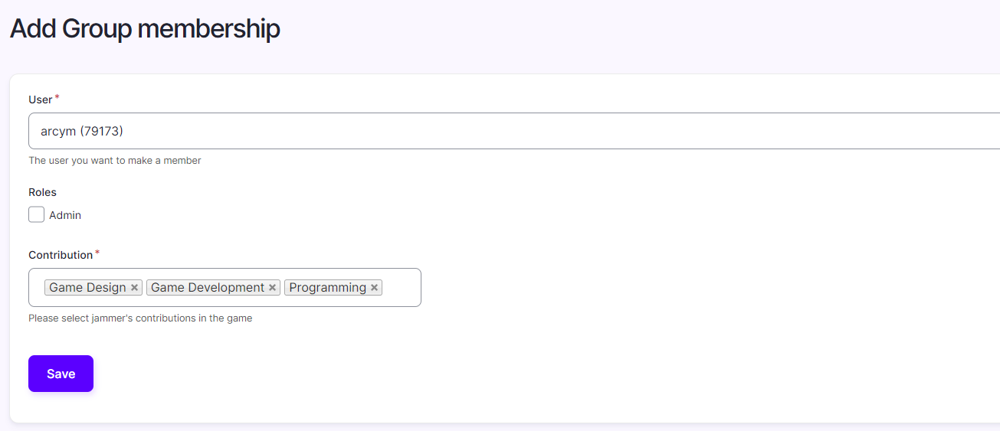 Add Group membership
User *
arcym (79173)
The user you want to make a member
Roles
Admin
Contribution *
Game Design × Game Development × Programming ×
Please select jammer's contributions in the game
Save